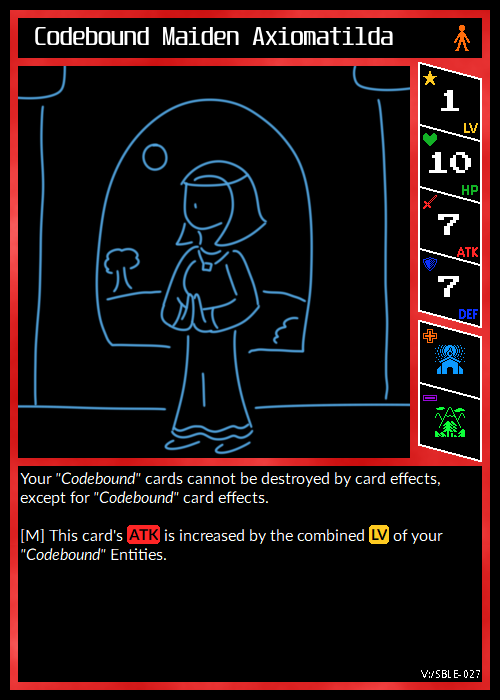 Codebound Maiden Axiomatilda
1
LV
10
HP
7
ATK
7
DEF
Your "Codebound" cards cannot be destroyed by card effects,
except for "Codebound" card effects.
[M] This card's ATK is increased by the combined LV of your
"Codebound" Entities.
V:/SBLE-027